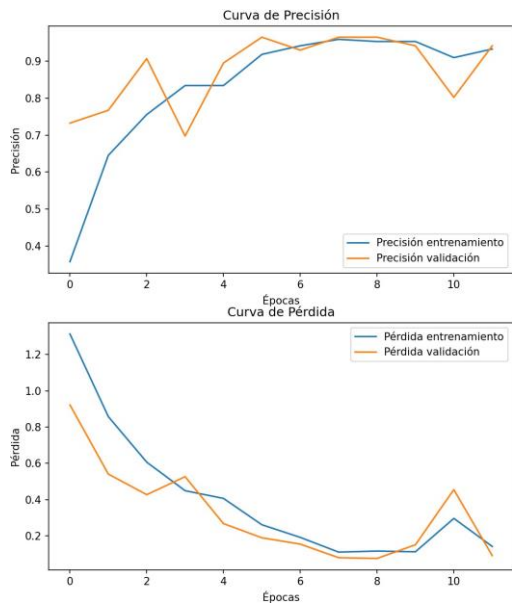 Curva de Precisión
Precisión
0.9
0.8
0.7
0.6
0.5
0.4
Precisión entrenamiento
Precisión validación
0 2 4 6 8 10
Épocas
Curva de Pérdida
Pérdida
1.2
1.0
0.8
0.6
0.4
0.2
Pérdida entrenamiento
Pérdida validación
0 2 4 6 8 10
Épocas